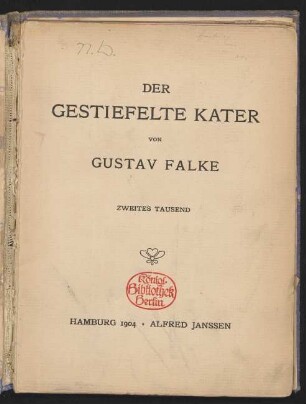 DER
GESTIEFELTE KATER
VON
GUSTAV FALKE
ZWEITES TAUSEND
Königl.
Bibliothek
Berlin
HAMBURG 1904 • ALFRED JANSSEN